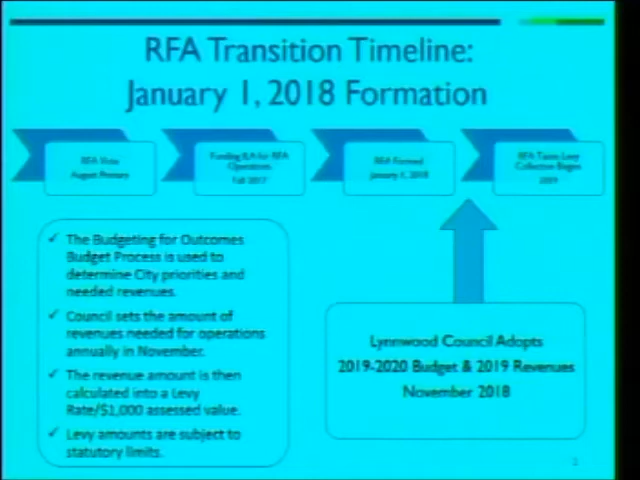 RFA Transition Timeline:
January 1, 2018 Formation
RFA Vote
August Primary
Funding ILA for RFA
Operations
Fall 2017
RFA Formed
January 1, 2018
RFA Taxes Levy
Collection Begins
2019
✓ The Budgeting for Outcomes
Budget Process is used to
determine City priorities and
needed revenues.
✓ Council sets the amount of
revenues needed for operations
annually in November.
✓ The revenue amount is then
calculated into a Levy
Rate/$1,000 assessed value.
✓ Levy amounts are subject to
statutory limits.
Lynnwood Council Adopts
2019-2020 Budget & 2019 Revenues
November 2018